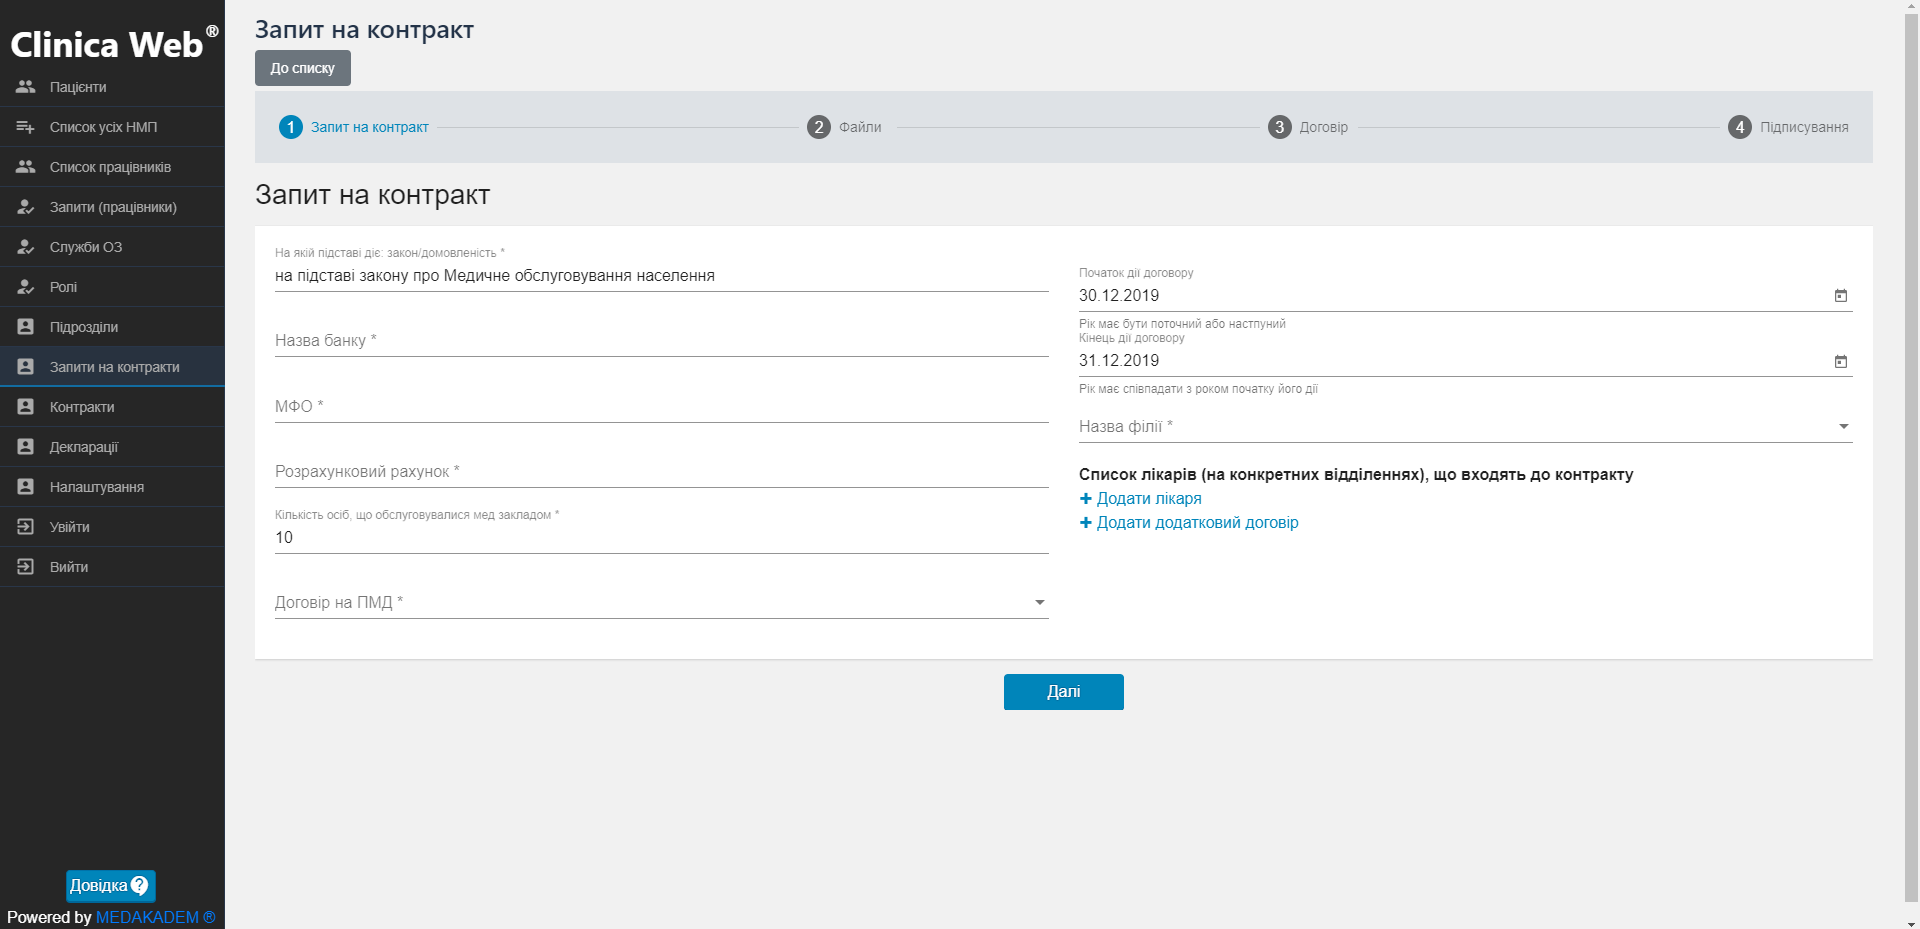 Clinica Web®
Пацієнти
Список усіх НМП
Список працівників
Запити (працівники)
Служби ОЗ
Ролі
Підрозділи
Запити на контракти
Контракти
Декларації
Налаштування
Увійти
Вийти
Довідка ?
Powered by MEDAKADEM ®
Запит на контракт
До списку
1 Запит на контракт
2 Файли
3 Договір
4 Підписування
Запит на контракт
На якій підставі діє: закон/домовленість *
на підставі закону про Медичне обслуговування населення
Назва банку *
МФО *
Розрахунковий рахунок *
Кількість осіб, що обслуговувалися мед закладом *
10
Договір на ПМД *
Початок дії договору
30.12.2019
Рік має бути поточний або настпуний
Кінець дії договору
31.12.2019
Рік має співпадати з роком початку його дії
Назва філії *
Список лікарів (на конкретних відділеннях), що входять до контракту
+ Додати лікаря
+ Додати додатковий договір
Далі